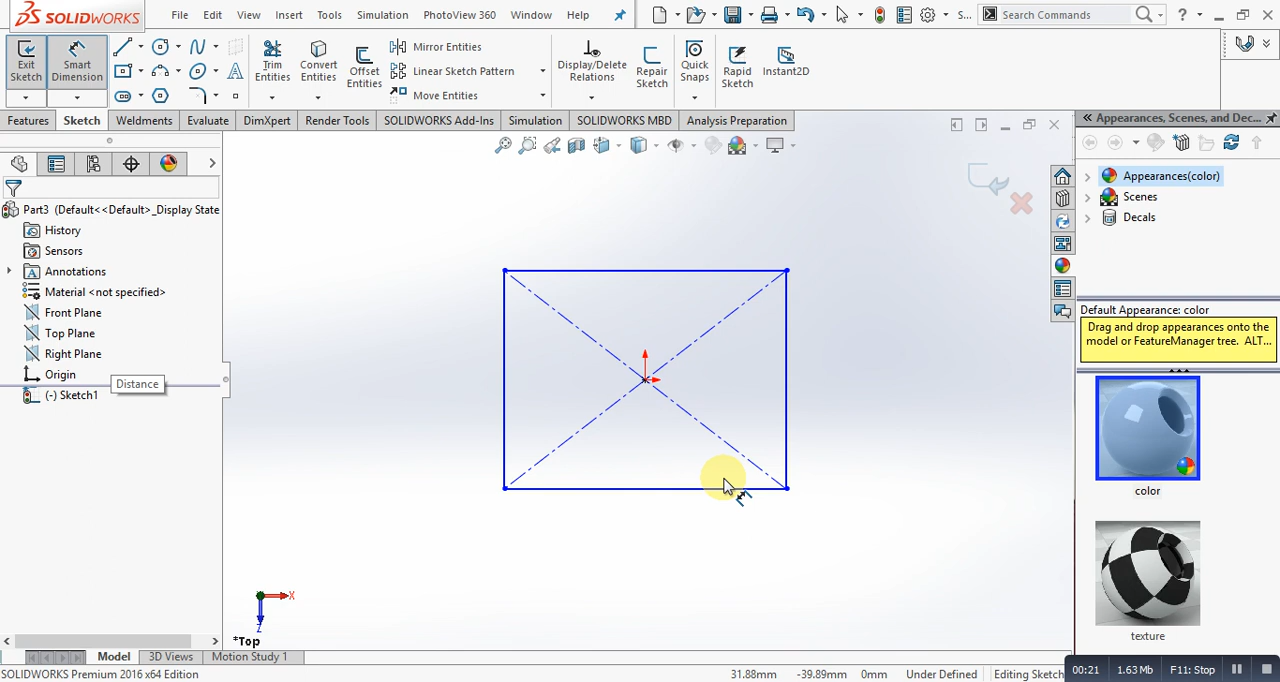 SOLIDWORKS File Edit View Insert Tools Simulation PhotoView 360 Window Help S... Search Commands ?
Exit Sketch
Smart Dimension
Trim Entities
Convert Entities
Offset Entities
Mirror Entities
Linear Sketch Pattern
Move Entities
Display/Delete Relations
Repair Sketch
Quick Snaps
Rapid Sketch
Instant2D
Features Sketch Weldments Evaluate DimXpert Render Tools SOLIDWORKS Add-Ins Simulation SOLIDWORKS MBD Analysis Preparation
Appearances, Scenes, and Dec...
Part3 (Default<<Default>_Display State
History
Sensors
Annotations
Material <not specified>
Front Plane
Top Plane
Right Plane
Origin
Distance
(-) Sketch1
Appearances(color)
Scenes
Decals
Default Appearance: color
Drag and drop appearances onto the
model or FeatureManager tree. ALT...
color
texture
X
Z
*Top
Model 3D Views Motion Study 1
SOLIDWORKS Premium 2016 x64 Edition 31.88mm -39.89mm 0mm Under Defined Editing Sketch
00:21 1.63 Mb F11: Stop